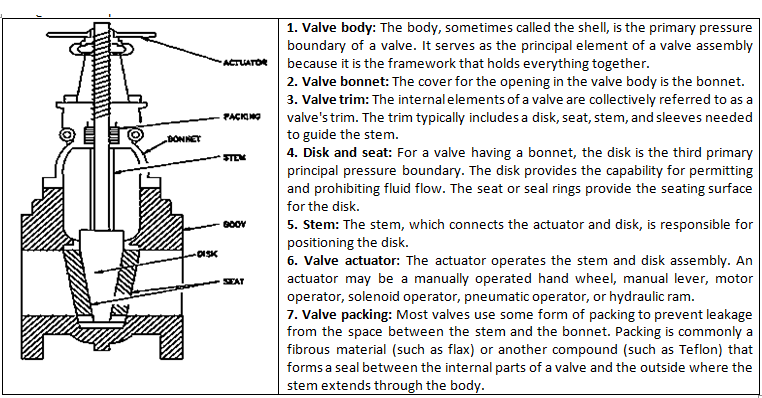 ACTUATOR
PACKING
BONNET
STEM
BODY
DISK
SEAT
1. Valve body: The body, sometimes called the shell, is the primary pressure
boundary of a valve. It serves as the principal element of a valve assembly
because it is the framework that holds everything together.
2. Valve bonnet: The cover for the opening in the valve body is the bonnet.
3. Valve trim: The internal elements of a valve are collectively referred to as a
valve's trim. The trim typically includes a disk, seat, stem, and sleeves needed
to guide the stem.
4. Disk and seat: For a valve having a bonnet, the disk is the third primary
principal pressure boundary. The disk provides the capability for permitting
and prohibiting fluid flow. The seat or seal rings provide the seating surface
for the disk.
5. Stem: The stem, which connects the actuator and disk, is responsible for
positioning the disk.
6. Valve actuator: The actuator operates the stem and disk assembly. An
actuator may be a manually operated hand wheel, manual lever, motor
operator, solenoid operator, pneumatic operator, or hydraulic ram.
7. Valve packing: Most valves use some form of packing to prevent leakage
from the space between the stem and the bonnet. Packing is commonly a
fibrous material (such as flax) or another compound (such as Teflon) that
forms a seal between the internal parts of a valve and the outside where the
stem extends through the body.